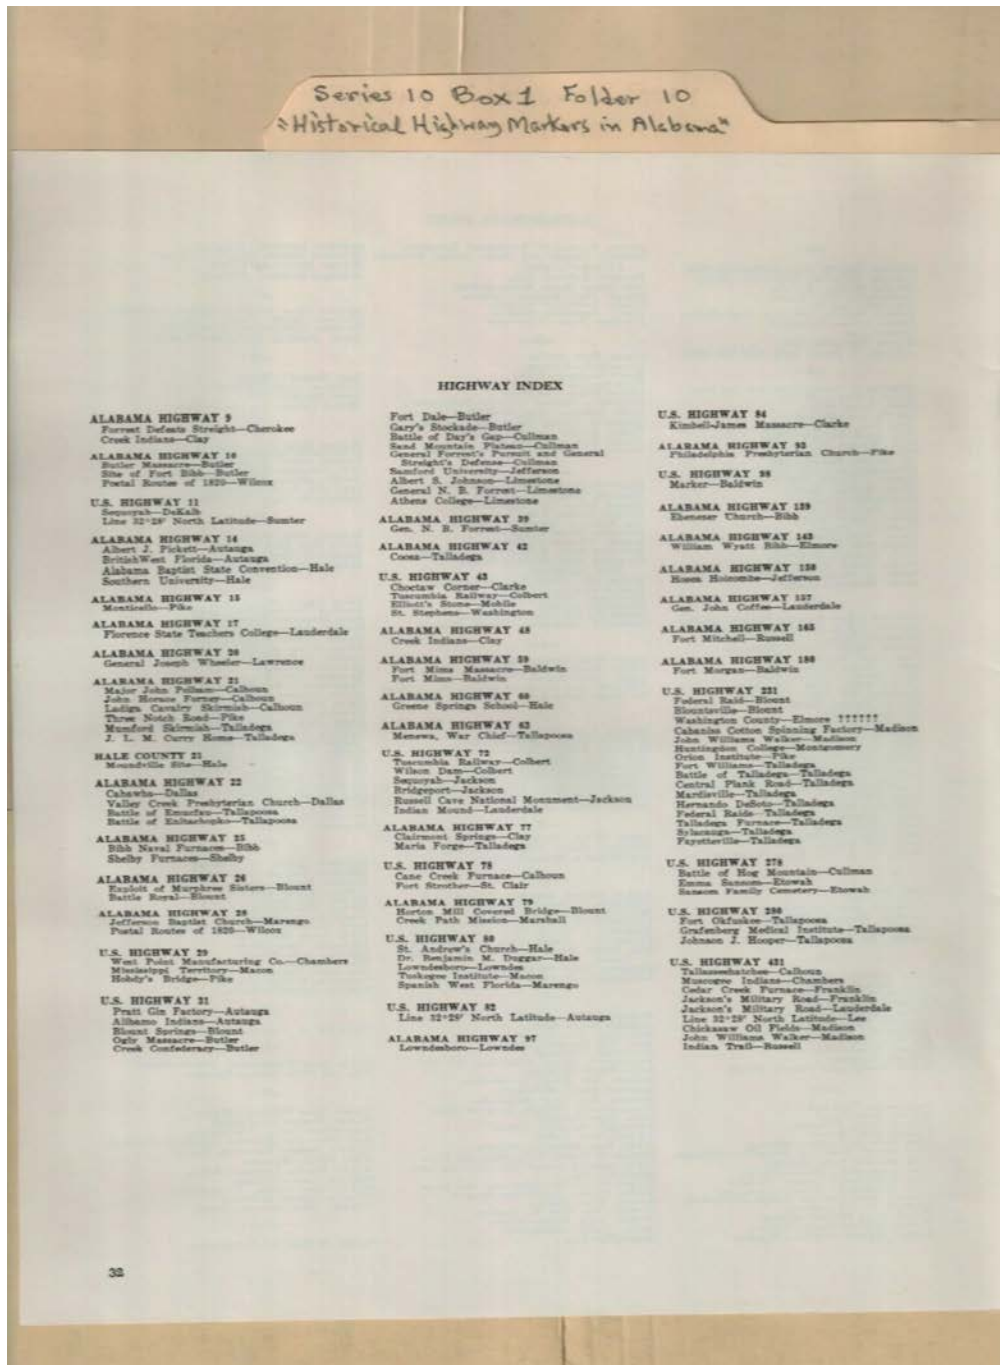 Series 10 Box 1 Folder 10
"Historical Highway Markers in Alabama"
HIGHWAY INDEX
ALABAMA HIGHWAY 9
Forrest Defeats Streight—Cherokee
Creek Indians—Clay
ALABAMA HIGHWAY 10
Butler Massacre—Butler
Site of Fort Bibb—Butler
Postal Routes of 1820—Wilcox
U.S. HIGHWAY 11
Sequoyah—DeKalb
Line 32°28' North Latitude—Sumter
ALABAMA HIGHWAY 14
Albert J. Pickett—Autauga
BritishWest Florida—Autauga
Alabama Baptist State Convention—Hale
Southern University—Hale
ALABAMA HIGHWAY 15
Monticello—Pike
ALABAMA HIGHWAY 17
Florence State Teachers College—Lauderdale
ALABAMA HIGHWAY 20
General Joseph Wheeler—Lawrence
ALABAMA HIGHWAY 21
Major John Pelham—Calhoun
John Horace Forney—Calhoun
Ladiga Cavalry Skirmish—Calhoun
Three Notch Road—Pike
Mumford Skirmish—Talladega
J. L. M. Curry Home—Talladega
HALE COUNTY 21
Moundville Site—Hale
ALABAMA HIGHWAY 22
Cahawba—Dallas
Valley Creek Presbyterian Church—Dallas
Battle of Emucfau—Tallapoosa
Battle of Enitachopko—Tallapoosa
ALABAMA HIGHWAY 25
Bibb Naval Furnaces—Bibb
Shelby Furnaces—Shelby
ALABAMA HIGHWAY 26
Exploit of Murphree Sisters—Blount
Battle Royal—Blount
ALABAMA HIGHWAY 28
Jefferson Baptist Church—Marengo
Postal Routes of 1820—Wilcox
U.S. HIGHWAY 29
West Point Manufacturing Co.—Chambers
Mississippi Territory—Macon
Hobdy's Bridge—Pike
U.S. HIGHWAY 31
Pratt Gin Factory—Autauga
Alibamo Indians—Autauga
Blount Springs—Blount
Ogly Massacre—Butler
Creek Confederacy—Butler
Fort Dale—Butler
Gary's Stockade—Butler
Battle of Day's Gap—Cullman
Sand Mountain Plateau—Cullman
General Forrest's Pursuit and General
Streight's Defense—Cullman
Samford University—Jefferson
Albert S. Johnson—Limestone
General N. B. Forrest—Limestone
Athens College—Limestone
ALABAMA HIGHWAY 39
Gen. N. B. Forrest—Sumter
ALABAMA HIGHWAY 42
Coosa—Talladega
U.S. HIGHWAY 43
Choctaw Corner—Clarke
Tuscumbia Railway—Colbert
Ellicott's Stone—Mobile
St. Stephens—Washington
ALABAMA HIGHWAY 48
Creek Indians—Clay
ALABAMA HIGHWAY 59
Fort Mims Massacre—Baldwin
Fort Mims—Baldwin
ALABAMA HIGHWAY 60
Greene Springs School—Hale
ALABAMA HIGHWAY 63
Menewa, War Chief—Tallapoosa
U.S. HIGHWAY 72
Tuscumbia Railway—Colbert
Wilson Dam—Colbert
Sequoyah—Jackson
Bridgeport—Jackson
Russell Cave National Monument—Jackson
Indian Mound—Lauderdale
ALABAMA HIGHWAY 77
Clairmont Springs—Clay
Maria Forge—Talladega
U.S. HIGHWAY 78
Cane Creek Furnace—Calhoun
Fort Strother—St. Clair
ALABAMA HIGHWAY 79
Horton Mill Covered Bridge—Blount
Creek Path Mission—Marshall
U.S. HIGHWAY 80
St. Andrew's Church—Hale
Dr. Benjamin M. Duggar—Hale
Lowndesboro—Lowndes
Tuskegee Institute—Macon
Spanish West Florida—Marengo
U.S. HIGHWAY 82
Line 32°28' North Latitude—Autauga
ALABAMA HIGHWAY 97
Lowndesboro—Lowndes
U.S. HIGHWAY 84
Kimbell-James Massacre—Clarke
ALABAMA HIGHWAY 93
Philadelphia Presbyterian Church—Pike
U.S. HIGHWAY 98
Marker—Baldwin
ALABAMA HIGHWAY 139
Ebenezer Church—Bibb
ALABAMA HIGHWAY 143
William Wyatt Bibb—Elmore
ALABAMA HIGHWAY 150
Hosea Holcombe—Jefferson
ALABAMA HIGHWAY 157
Gen. John Coffee—Lauderdale
ALABAMA HIGHWAY 165
Fort Mitchell—Russell
ALABAMA HIGHWAY 180
Fort Morgan—Baldwin
U.S. HIGHWAY 231
Federal Raid—Blount
Blountsville—Blount
Washington County—Elmore ??????
Cabaniss Cotton Spinning Factory—Madison
John Williams Walker—Madison
Huntingdon College—Montgomery
Orion Institute—Pike
Fort Williams—Talladega
Battle of Talladega—Talladega
Central Plank Road—Talladega
Mardisville—Talladega
Hernando DeSoto—Talladega
Federal Raids—Talladega
Talladega Furnace—Talladega
Sylacauga—Talladega
Fayetteville—Talladega
U.S. HIGHWAY 278
Battle of Hog Mountain—Cullman
Emma Sansom—Etowah
Sansom Family Cemetery—Etowah
U.S. HIGHWAY 280
Fort Okfuskee—Tallapoosa
Grafenberg Medical Institute—Tallapoosa
Johnson J. Hooper—Tallapoosa
U.S. HIGHWAY 431
Tallasseehatchee—Calhoun
Muscogee Indians—Chambers
Cedar Creek Furnace—Franklin
Jackson's Military Road—Franklin
Jackson's Military Road—Lauderdale
Line 32°28' North Latitude—Lee
Chickasaw Oil Fields—Madison
John Williams Walker—Madison
Indian Trail—Russell
32